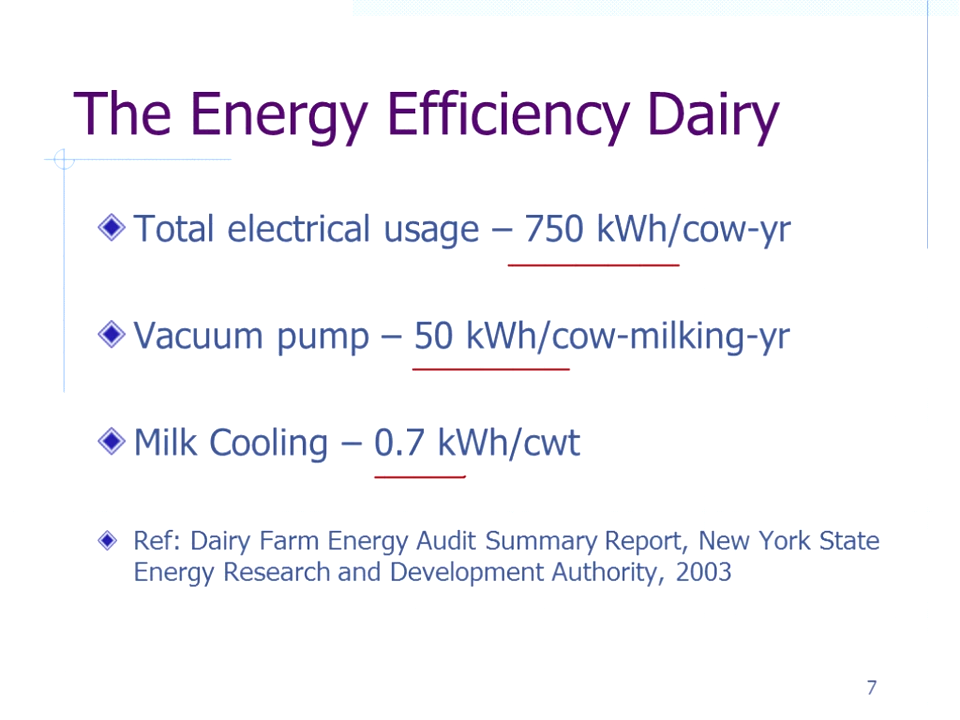 The Energy Efficiency Dairy
Total electrical usage – 750 kWh/cow-yr
Vacuum pump – 50 kWh/cow-milking-yr
Milk Cooling – 0.7 kWh/cwt
Ref: Dairy Farm Energy Audit Summary Report, New York State
Energy Research and Development Authority, 2003
7